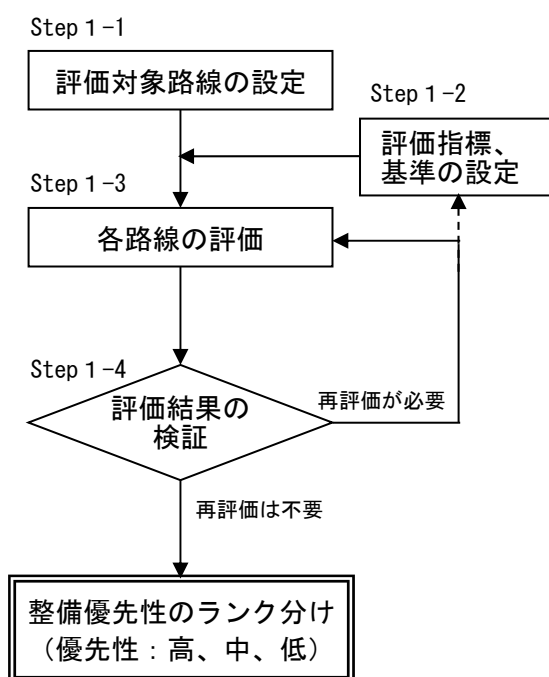 Step 1-1
評価対象路線の設定
Step 1-2
評価指標、
基準の設定
Step 1-3
各路線の評価
Step 1-4
評価結果の
検証
再評価が必要
再評価は不要
整備優先性のランク分け
（優先性：高、中、低）